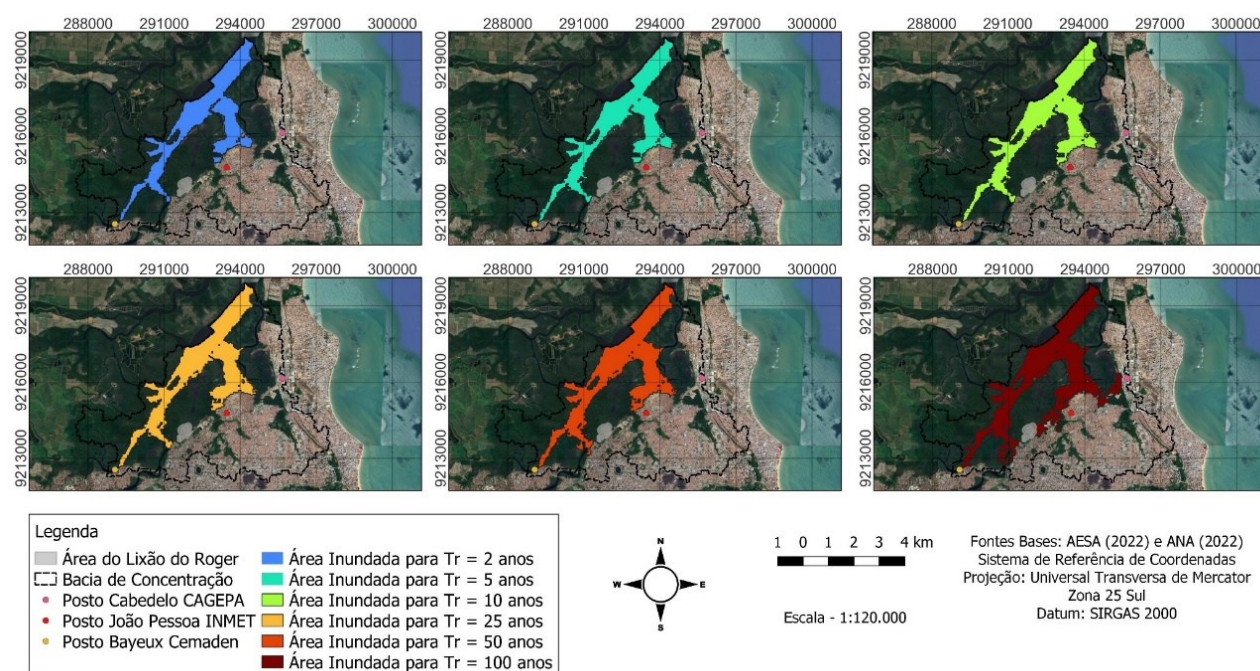 288000 291000 294000 297000 300000
288000 291000 294000 297000 300000
288000 291000 294000 297000 300000
9219000
9216000
9213000
9219000
9216000
9213000
9219000
9216000
9213000
288000 291000 294000 297000 300000
288000 291000 294000 297000 300000
288000 291000 294000 297000 300000
9219000
9216000
9213000
9219000
9216000
9213000
9219000
9216000
9213000
Legenda
Área do Lixão do Roger
Bacia de Concentração
Posto Cabedelo CAGEPA
Posto João Pessoa INMET
Posto Bayeux Cemaden
Área Inundada para Tr = 2 anos
Área Inundada para Tr = 5 anos
Área Inundada para Tr = 10 anos
Área Inundada para Tr = 25 anos
Área Inundada para Tr = 50 anos
Área Inundada para Tr = 100 anos
N
W E
S
1 0 1 2 3 4 km
Escala - 1:120.000
Fontes Bases: AESA (2022) e ANA (2022)
Sistema de Referência de Coordenadas
Projeção: Universal Transversa de Mercator
Zona 25 Sul
Datum: SIRGAS 2000